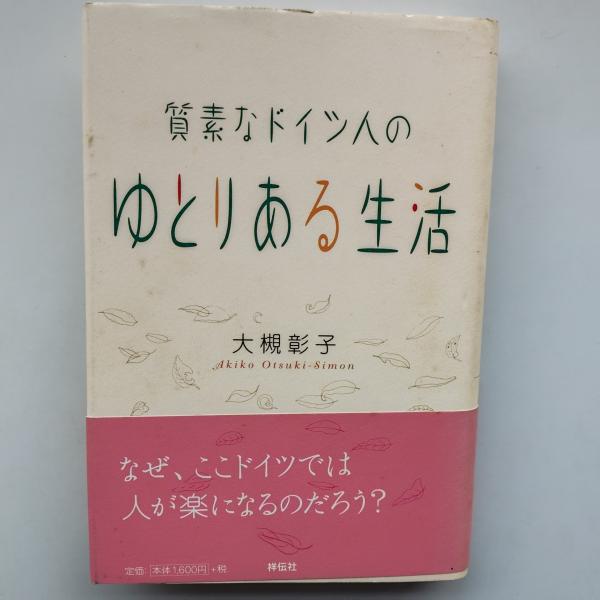 質素なドイツ人の
ゆとりある生活
大槻彰子
Akiko Otsuki-Simon
なぜ、ここドイツでは
人が楽になるのだろう?
定価: 本体1,600円 +税
祥伝社